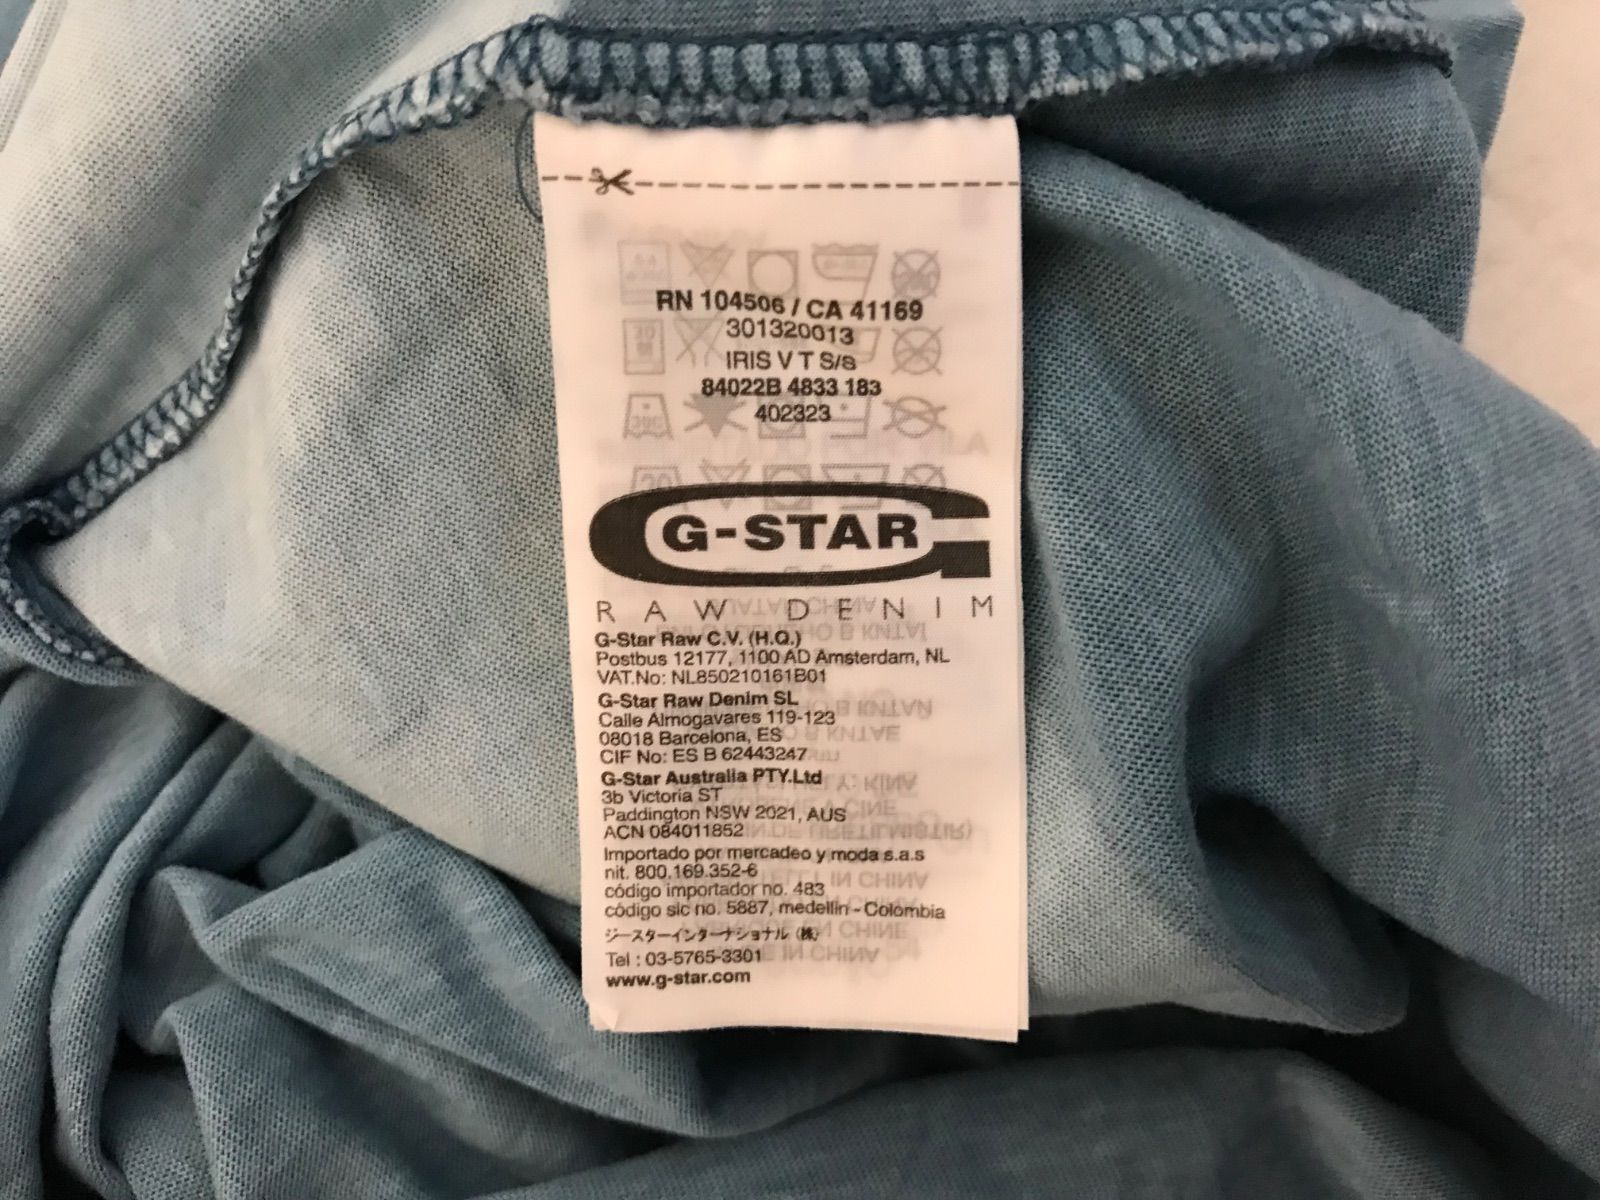 RN 104506 / CA 41169
301320013
IRIS V T S/s
84022B 4833 183
402323
G-STAR
RAW DENIM
G-Star Raw C.V. (H.Q.)
Postbus 12177, 1100 AD Amsterdam, NL
VAT.No: NL850210161B01
G-Star Raw Denim SL
Calle Almogavares 119-123
08018 Barcelona, ES
CIF No: ES B 62443247
G-Star Australia PTY.Ltd
3b Victoria ST
Paddington NSW 2021, AUS
ACN 084011852
Importado por mercadeo y moda s.a.s
nit. 800.169.352-6
código importador no. 483
código sic no. 5887, medellin - Colombia
ジースターインターナショナル (株)
Tel : 03-5765-3301
www.g-star.com